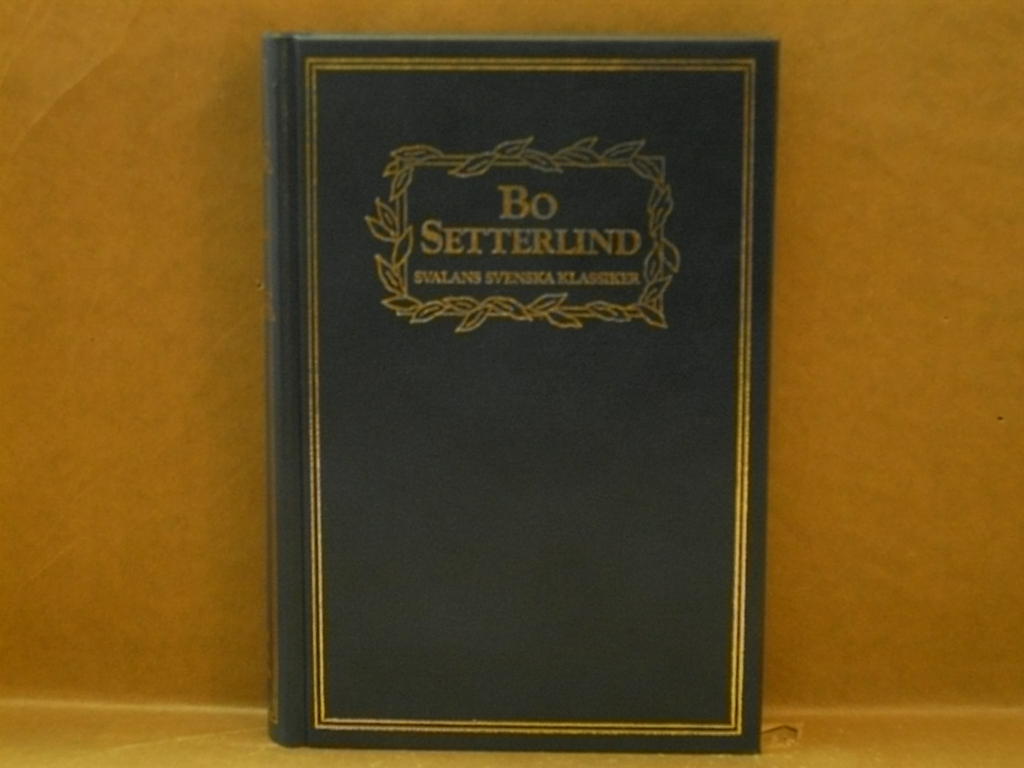 Bo
Setterlind
Svalans Svenska Klassiker